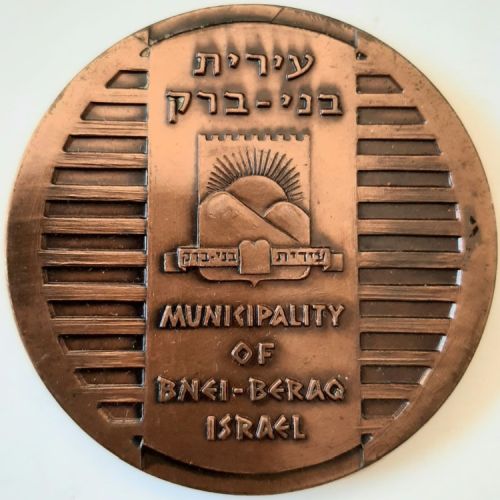 עירית
בני-ברק
עירית בני-ברק
MUNICIPALITY
OF
BNEI-BERAQ
ISRAEL